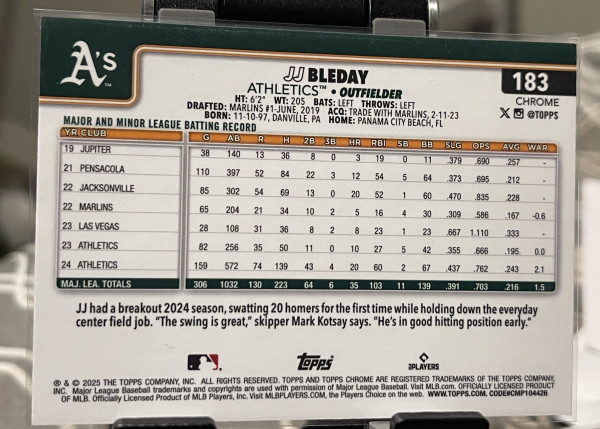 A's
JJ BLEDAY
ATHLETICS™ • OUTFIELDER
HT: 6'2" WT: 205 BATS: LEFT THROWS: LEFT
DRAFTED: MARLINS #1-JUNE, 2019 ACQ: TRADE WITH MARLINS, 2-11-23
BORN: 11-10-97, DANVILLE, PA HOME: PANAMA CITY BEACH, FL
183
CHROME
X @TOPPS
MAJOR AND MINOR LEAGUE BATTING RECORD
YR CLUB G AB R H 2B 3B HR RBI SB BB SLG OPS AVG WAR
19 JUPITER 38 140 13 36 8 0 3 19 0 11 .379 .690 .257 -
21 PENSACOLA 110 397 52 84 22 3 12 54 5 64 .373 .695 .212 -
22 JACKSONVILLE 85 302 54 69 13 0 20 52 1 60 .470 .835 .228 -
22 MARLINS 65 204 21 34 10 2 5 16 4 30 .309 .586 .167 -0.6
23 LAS VEGAS 28 108 31 36 8 2 8 23 1 23 .667 1.110 .333 -
23 ATHLETICS 82 256 35 50 11 0 10 27 5 42 .355 .666 .195 0.0
24 ATHLETICS 159 572 74 139 43 4 20 60 2 67 .437 .762 .243 2.1
MAJ. LEA. TOTALS 306 1032 130 223 64 6 35 103 11 139 .391 .703 .216 1.5
JJ had a breakout 2024 season, swatting 20 homers for the first time while holding down the everyday
center field job. "The swing is great," skipper Mark Kotsay says. "He's in good hitting position early."
Topps
PLAYERS
® & © 2025 THE TOPPS COMPANY, INC. ALL RIGHTS RESERVED. TOPPS AND TOPPS CHROME ARE REGISTERED TRADEMARKS OF THE TOPPS COMPANY,
INC. Major League Baseball trademarks and copyrights are used with permission of Major League Baseball. Visit MLB.com. OFFICIALLY LICENSED PRODUCT
OF MLB Players, Inc. Officially Licensed Product of MLB Players, Inc. Visit MLBPLAYERS.COM, the Players Choice on the web. WWW.TOPPS.COM. CODE#CMP104426